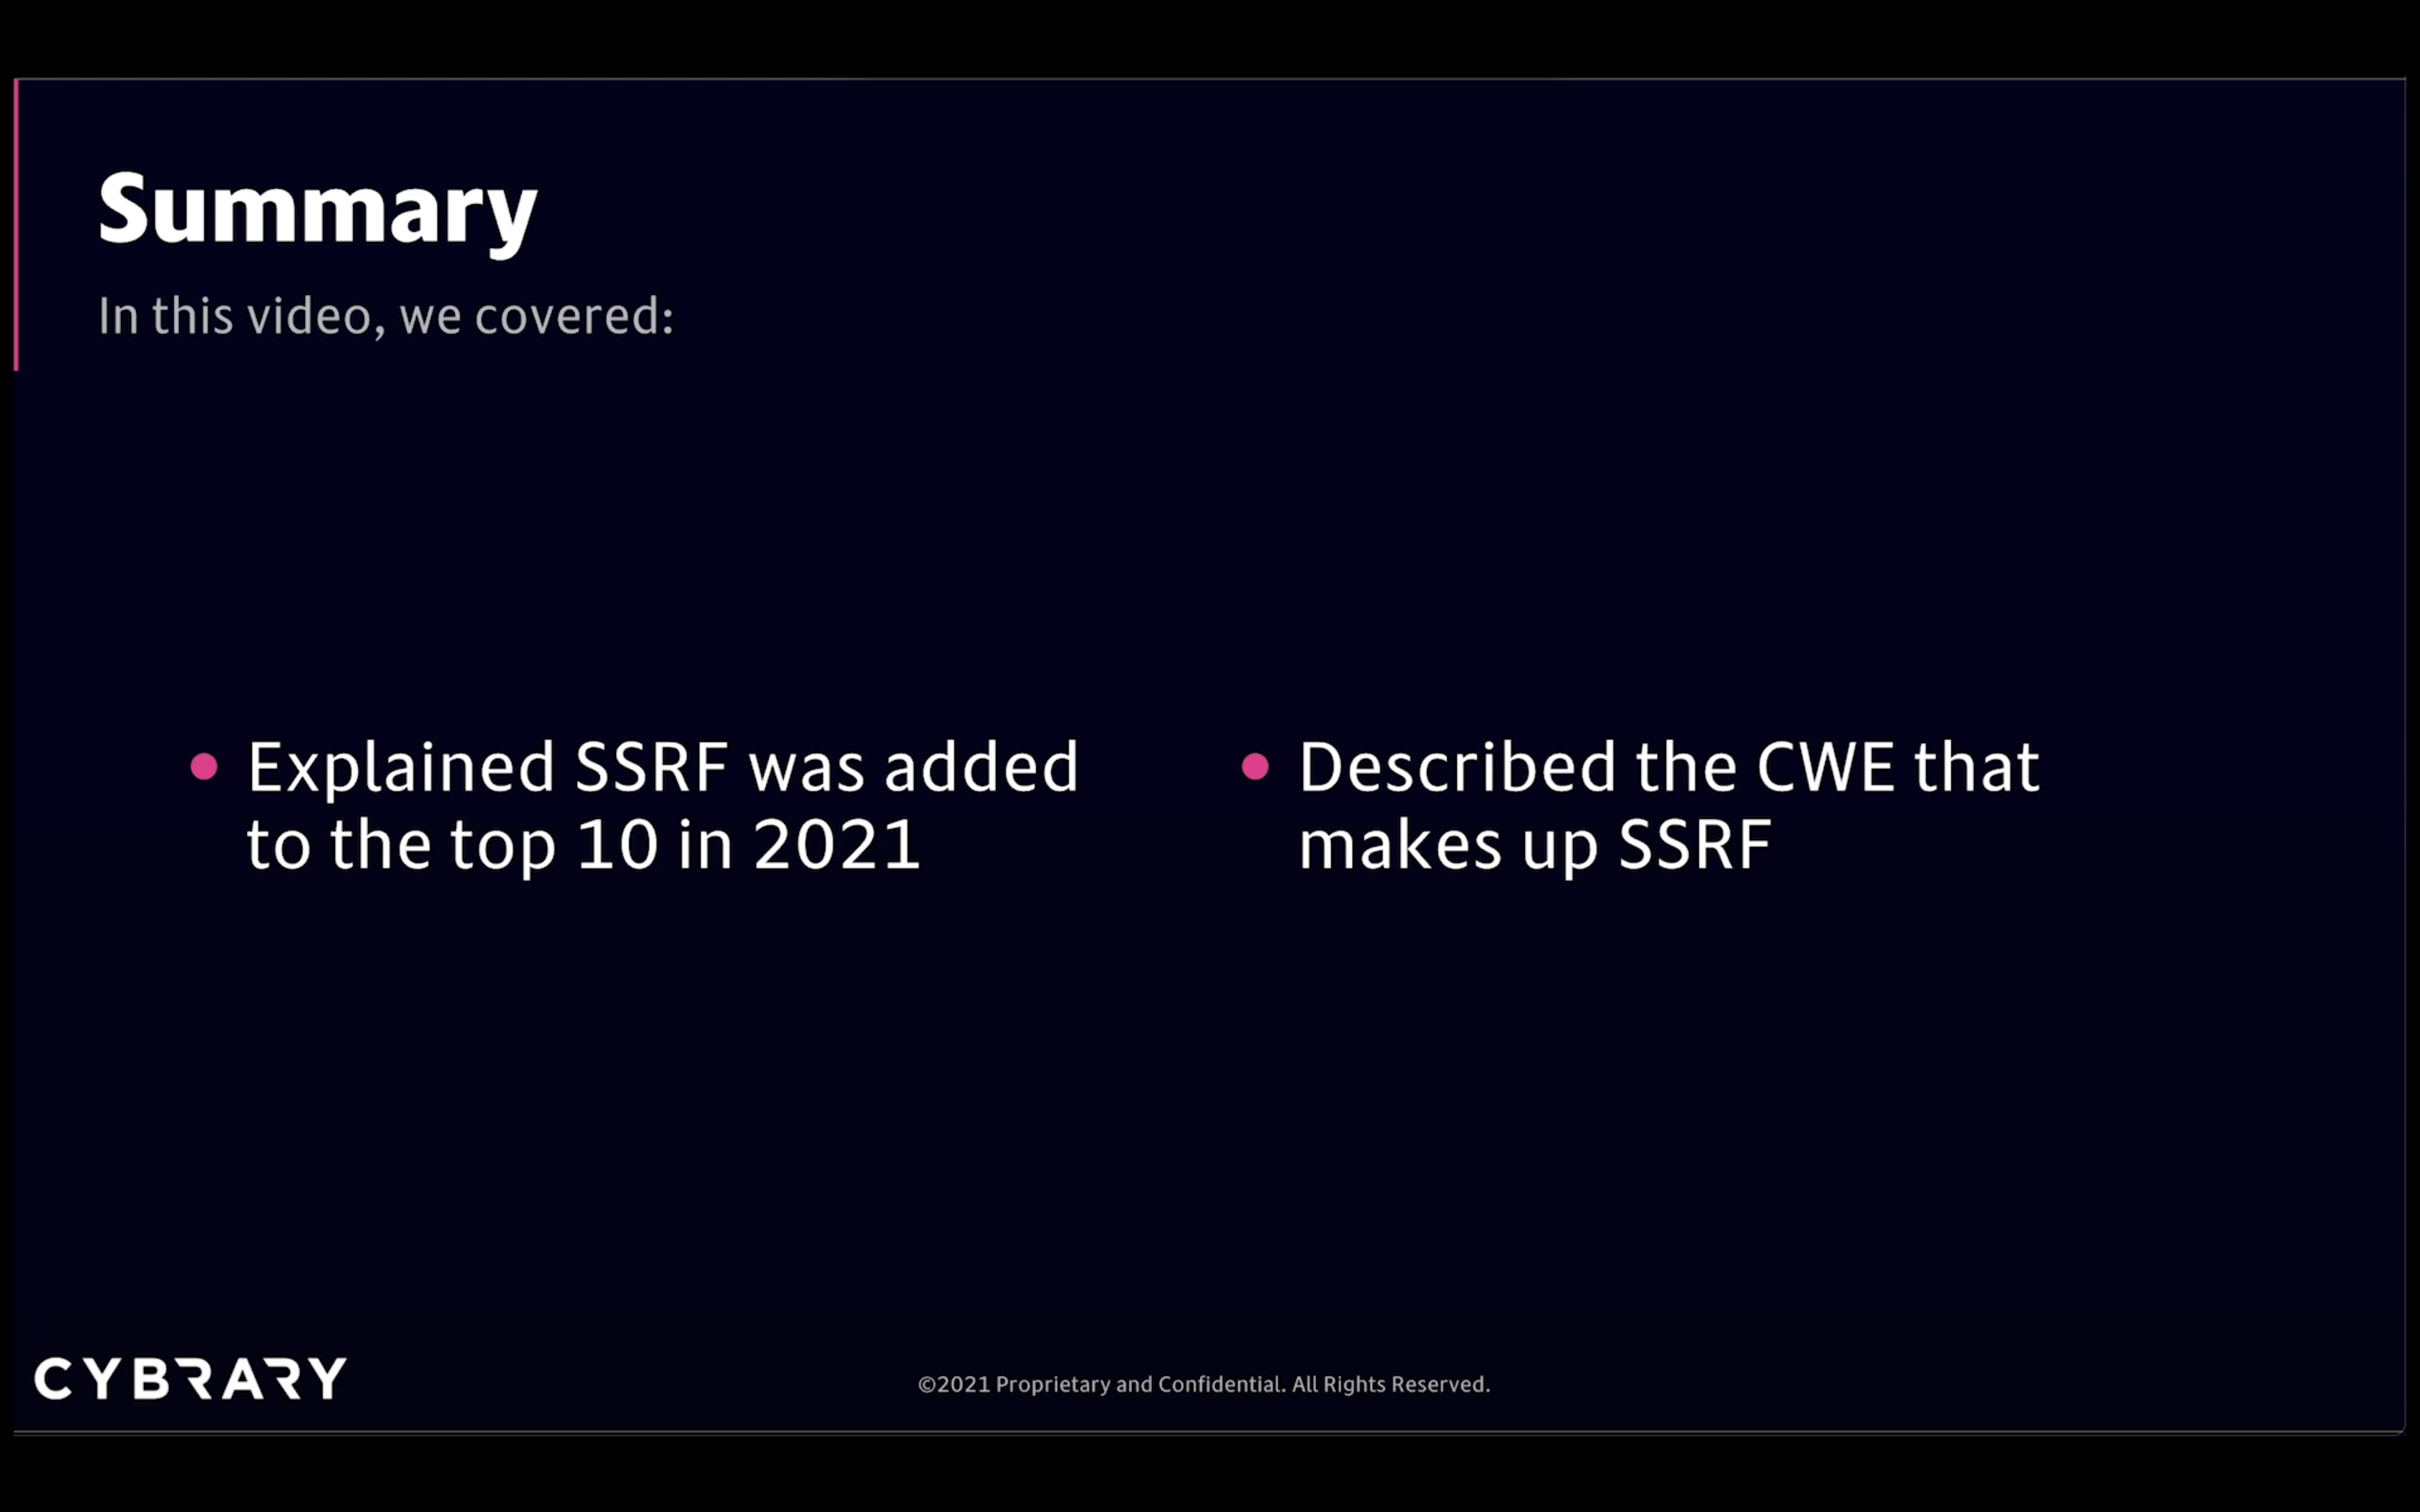 Summary
In this video, we covered:
Explained SSRF was added
to the top 10 in 2021
Described the CWE that
makes up SSRF
CYBRARY
©2021 Proprietary and Confidential. All Rights Reserved.